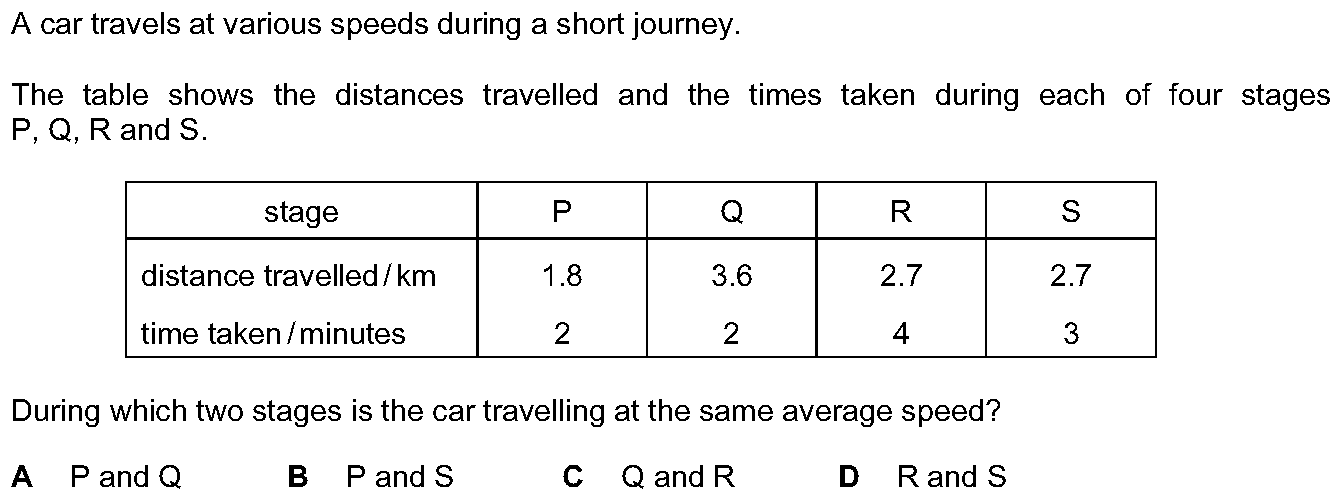 A car travels at various speeds during a short journey.
The table shows the distances travelled and the times taken during each of four stages
P, Q, R and S.
stage P Q R S
distance travelled / km 1.8 3.6 2.7 2.7
time taken / minutes 2 2 4 3
During which two stages is the car travelling at the same average speed?
A P and Q B P and S C Q and R D R and S